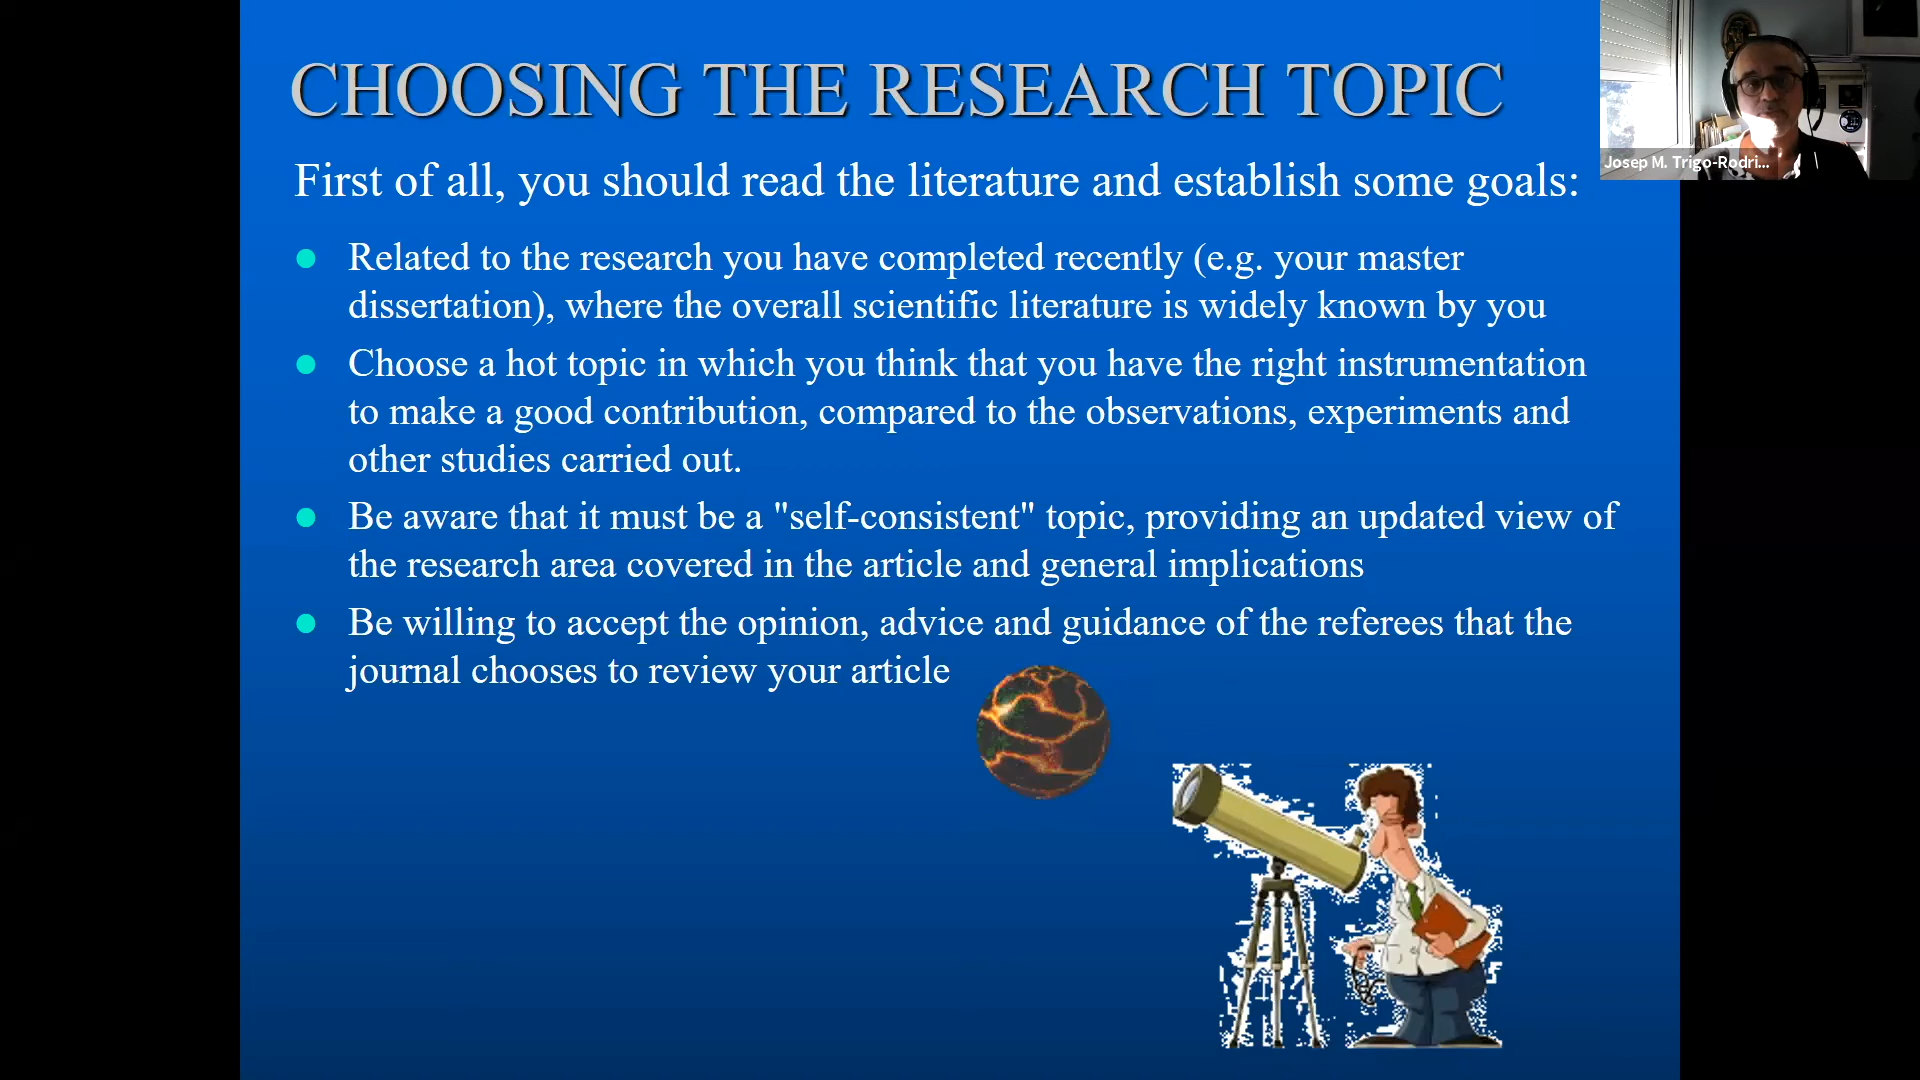 CHOOSING THE RESEARCH TOPIC
First of all, you should read the literature and establish some goals:
Josep M. Trigo-Rodri...
Related to the research you have completed recently (e.g. your master
dissertation), where the overall scientific literature is widely known by you
Choose a hot topic in which you think that you have the right instrumentation
to make a good contribution, compared to the observations, experiments and
other studies carried out.
Be aware that it must be a "self-consistent" topic, providing an updated view of
the research area covered in the article and general implications
Be willing to accept the opinion, advice and guidance of the referees that the
journal chooses to review your article